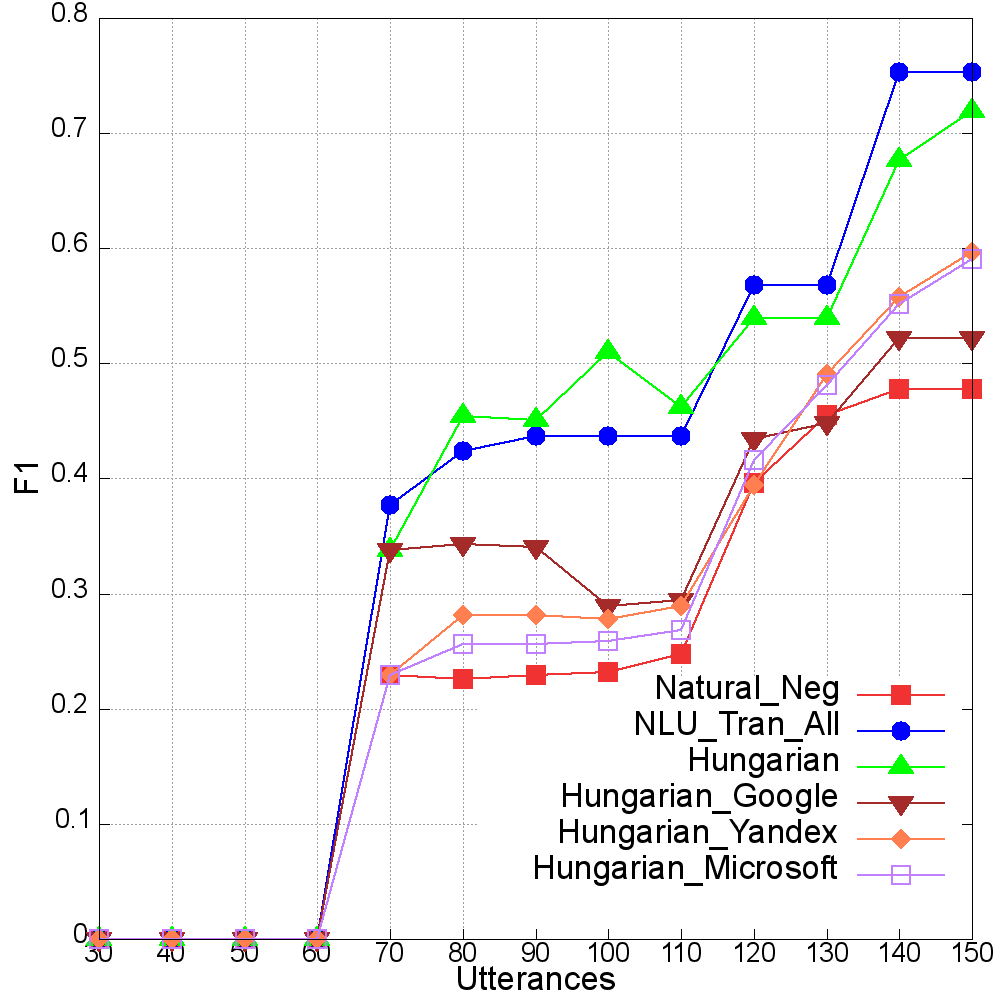 0.8
0.7
0.6
0.5
0.4
0.3
0.2
0.1
0
F1
Natural_Neg
NLU_Tran_All
Hungarian
Hungarian_Google
Hungarian_Yandex
Hungarian_Microsoft
30 40 50 60 70 80 90 100 110 120 130 140 150
Utterances